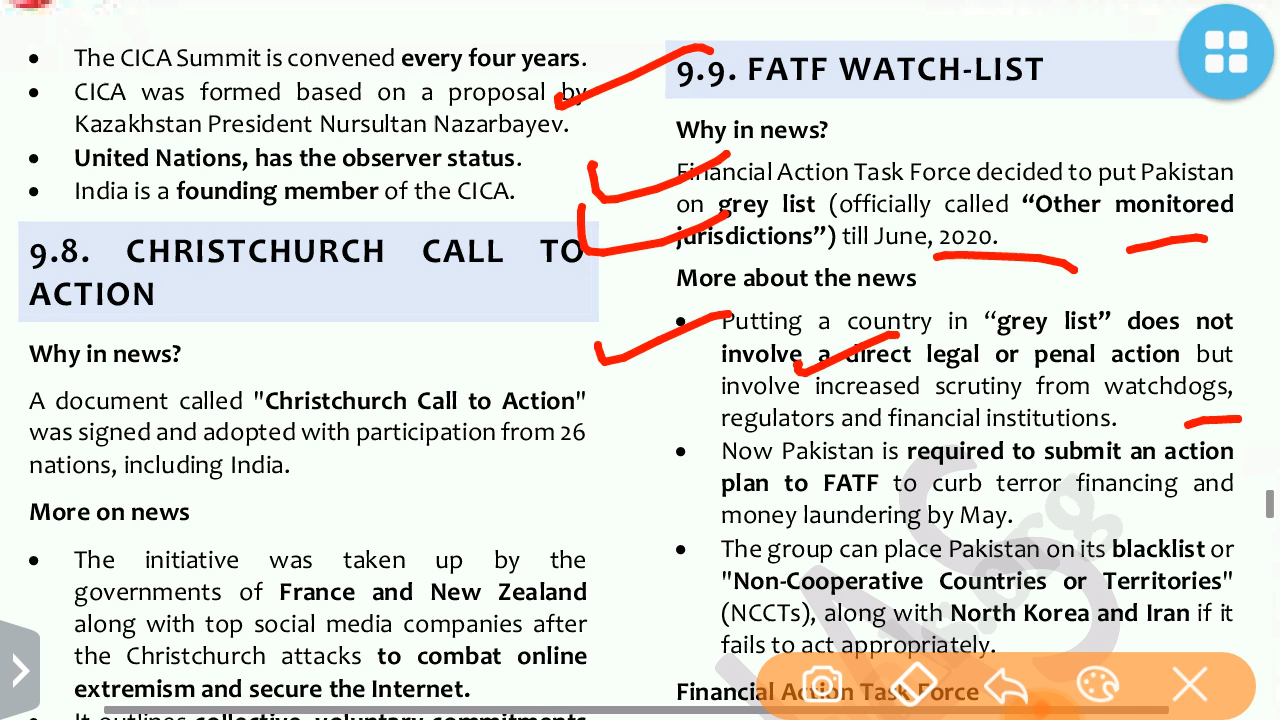 • The CICA Summit is convened every four years.
• CICA was formed based on a proposal by
Kazakhstan President Nursultan Nazarbayev.
• United Nations, has the observer status.
• India is a founding member of the CICA.
9.8. CHRISTCHURCH CALL TO
ACTION
Why in news?
A document called "Christchurch Call to Action"
was signed and adopted with participation from 26
nations, including India.
More on news
• The initiative was taken up by the
governments of France and New Zealand
along with top social media companies after
the Christchurch attacks to combat online
extremism and secure the Internet.
• It outlines collective, voluntary commitments
9.9. FATF WATCH-LIST
Why in news?
Financial Action Task Force decided to put Pakistan
on grey list (officially called “Other monitored
jurisdictions”) till June, 2020.
More about the news
• Putting a country in “grey list” does not
involve a direct legal or penal action but
involve increased scrutiny from watchdogs,
regulators and financial institutions.
• Now Pakistan is required to submit an action
plan to FATF to curb terror financing and
money laundering by May.
• The group can place Pakistan on its blacklist or
"Non-Cooperative Countries or Territories"
(NCCTs), along with North Korea and Iran if it
fails to act appropriately.
Financial Action Task Force